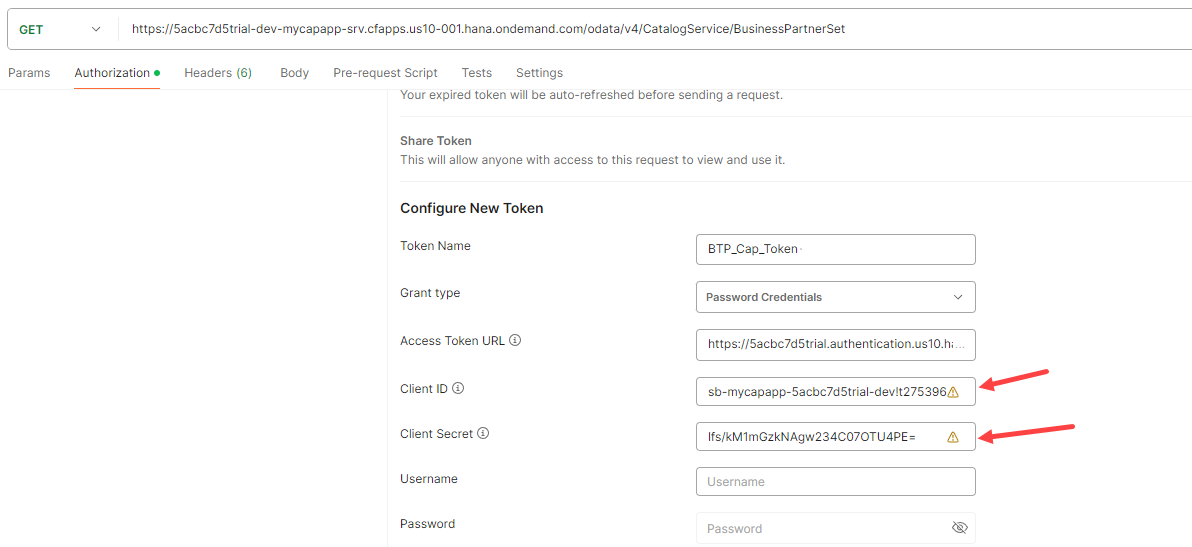 GET https://5acbc7d5trial-dev-mycapapp-srv.cfapps.us10-001.hana.ondemand.com/odata/v4/CatalogService/BusinessPartnerSet
Params Authorization Headers (6) Body Pre-request Script Tests Settings
Your expired token will be auto-refreshed before sending a request.
Share Token
This will allow anyone with access to this request to view and use it.
Configure New Token
Token Name BTP_Cap_Token
Grant type Password Credentials
Access Token URL https://5acbc7d5trial.authentication.us10.ha...
Client ID sb-mycapapp-5acbc7d5trial-dev!t275396
Client Secret lfs/kM1mGzkNAgw234C07OTU4PE=
Username Username
Password Password